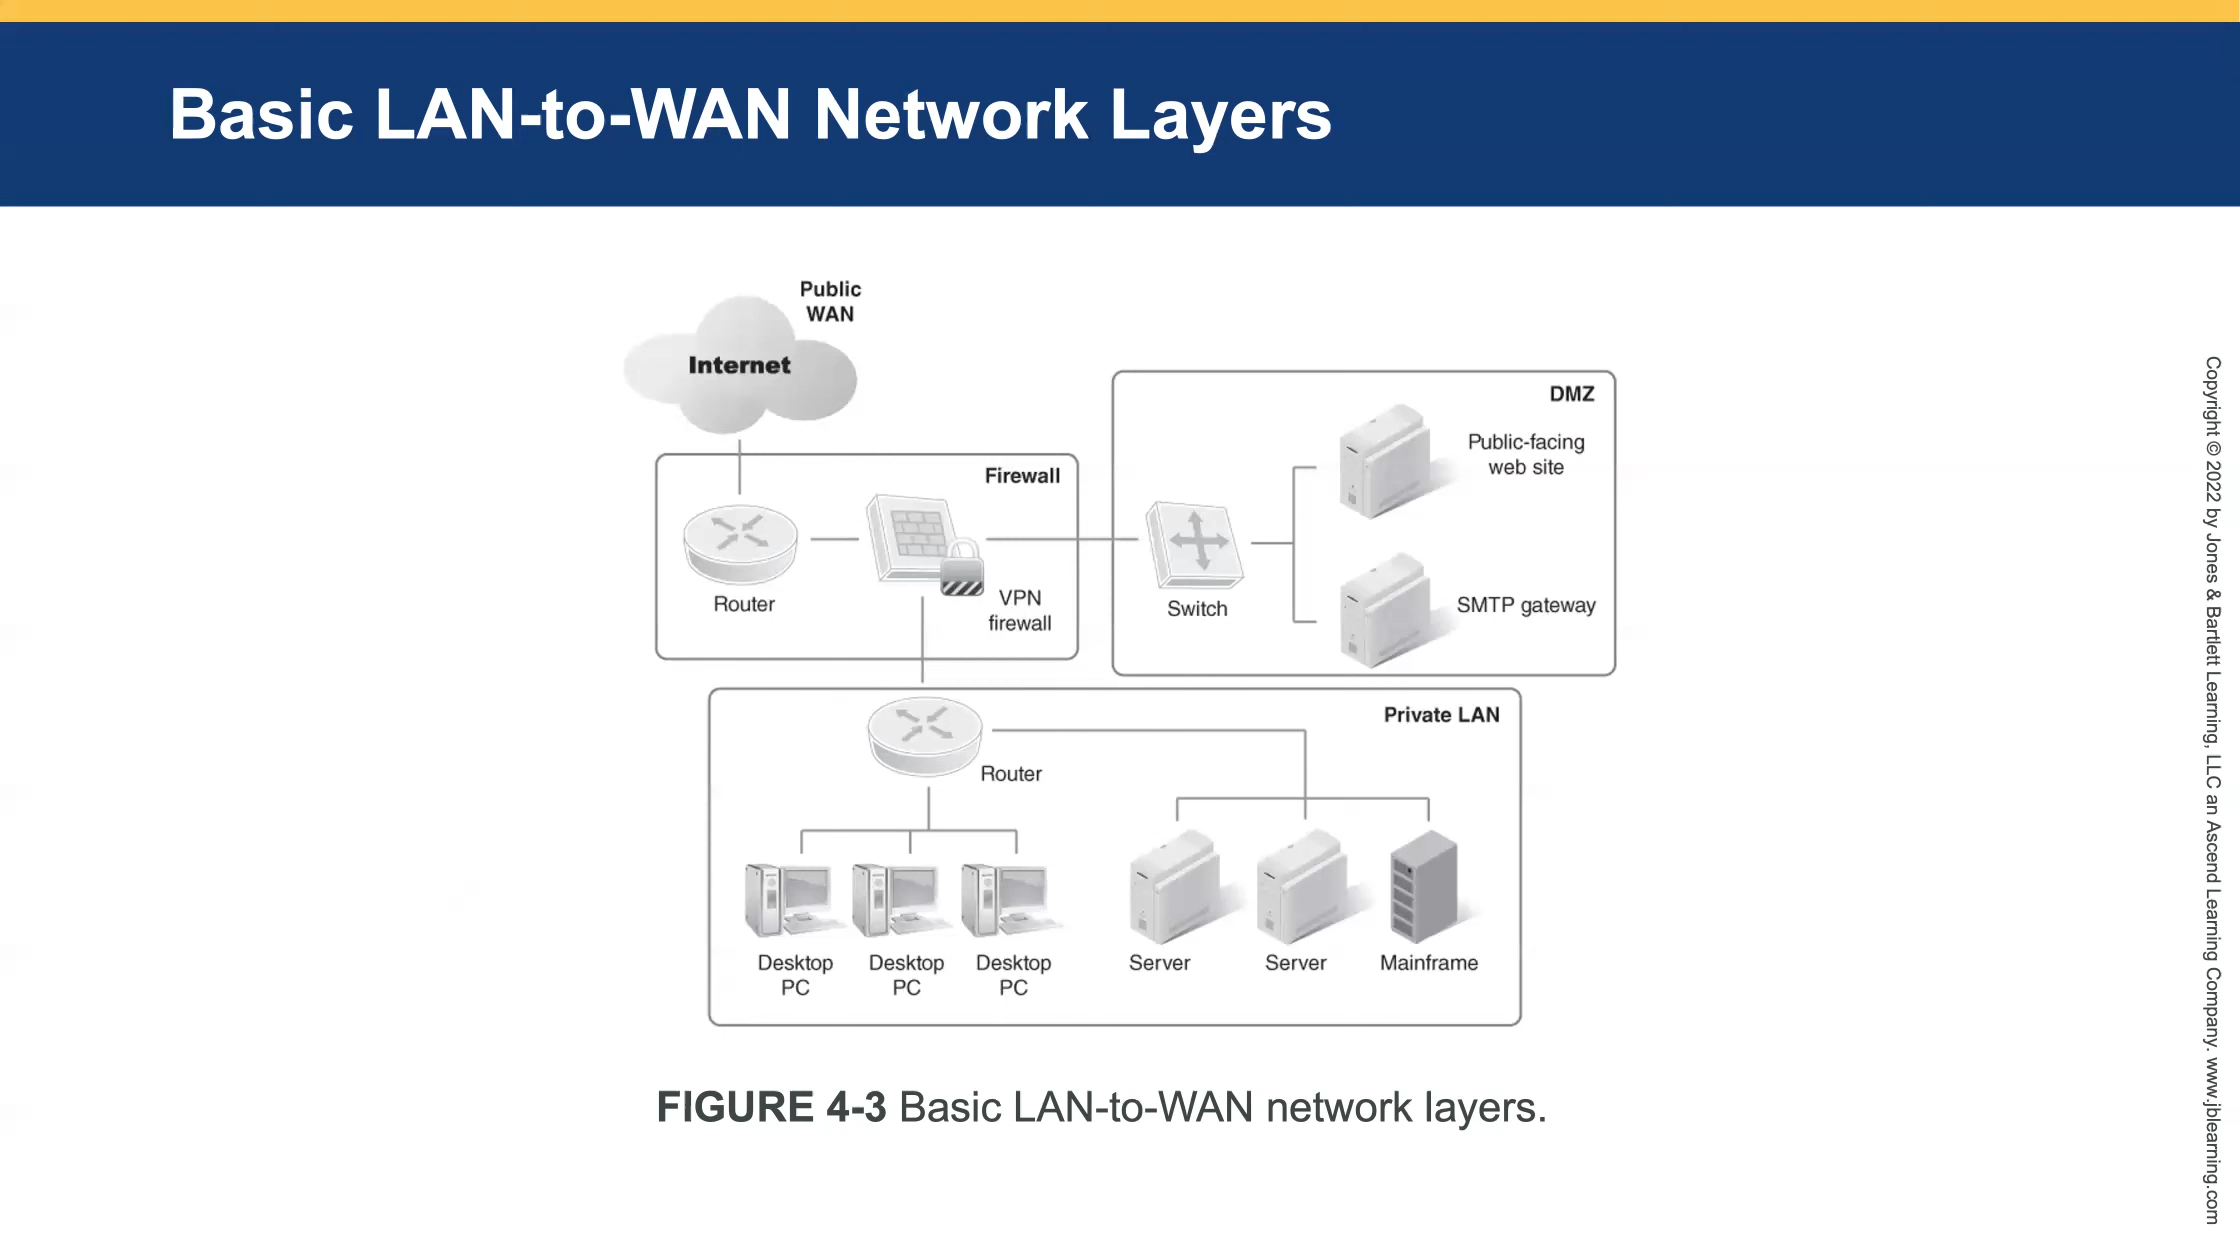 Basic LAN-to-WAN Network Layers
Public
WAN
Internet
DMZ
Public-facing
web site
Firewall
Router
VPN
firewall
Switch
SMTP gateway
Private LAN
Router
Desktop
PC
Desktop
PC
Desktop
PC
Server
Server
Mainframe
FIGURE 4-3 Basic LAN-to-WAN network layers.
Copyright © 2022 by Jones & Bartlett Learning, LLC an Ascend Learning Company. www.jblearning.com